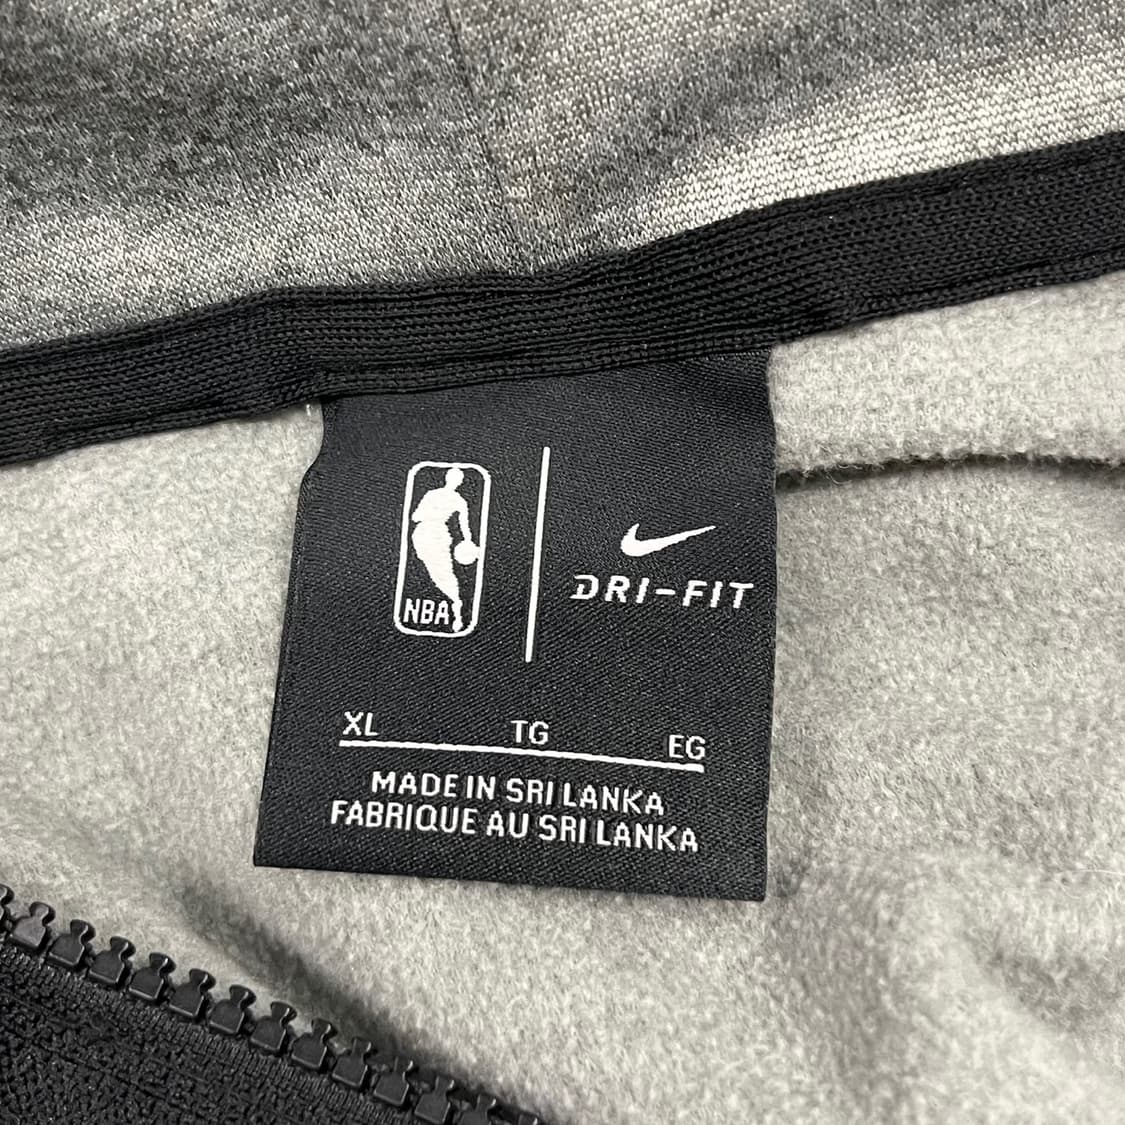 NBA
DRI-FIT
XL TG EG
MADE IN SRI LANKA
FABRIQUE AU SRI LANKA